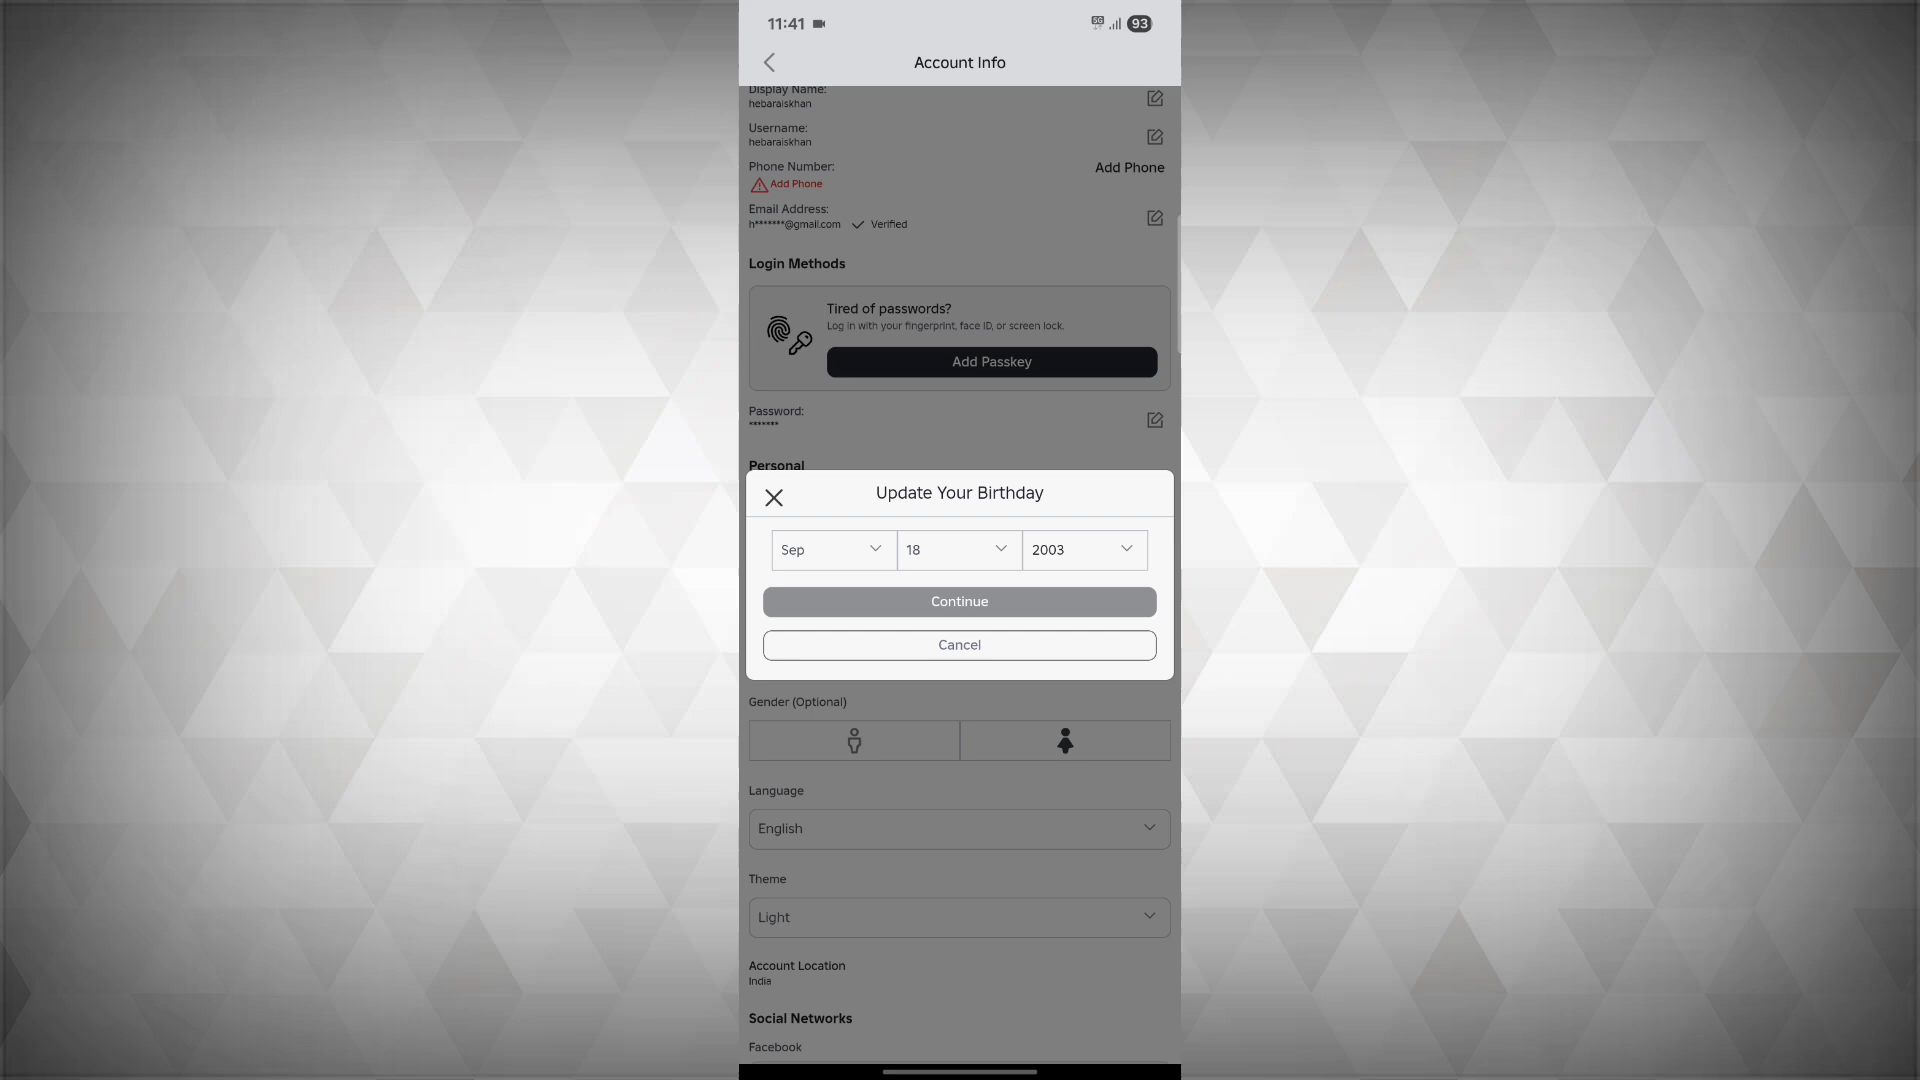 11:41
5G
93
Account Info
Display Name:
hebaraiskhan
Username:
hebaraiskhan
Phone Number:
Add Phone
Add Phone
Email Address:
h*******@gmail.com Verified
Login Methods
Tired of passwords?
Log in with your fingerprint, face ID, or screen lock.
Add Passkey
Password:
*******
Personal
Update Your Birthday
Sep 18 2003
Continue
Cancel
Gender (Optional)
Language
English
Theme
Light
Account Location
India
Social Networks
Facebook